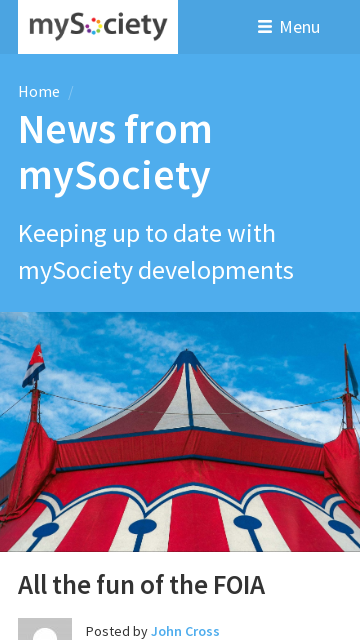 mySociety
Menu
Home /
News from
mySociety
Keeping up to date with
mySociety developments
All the fun of the FOIA
Posted by John Cross